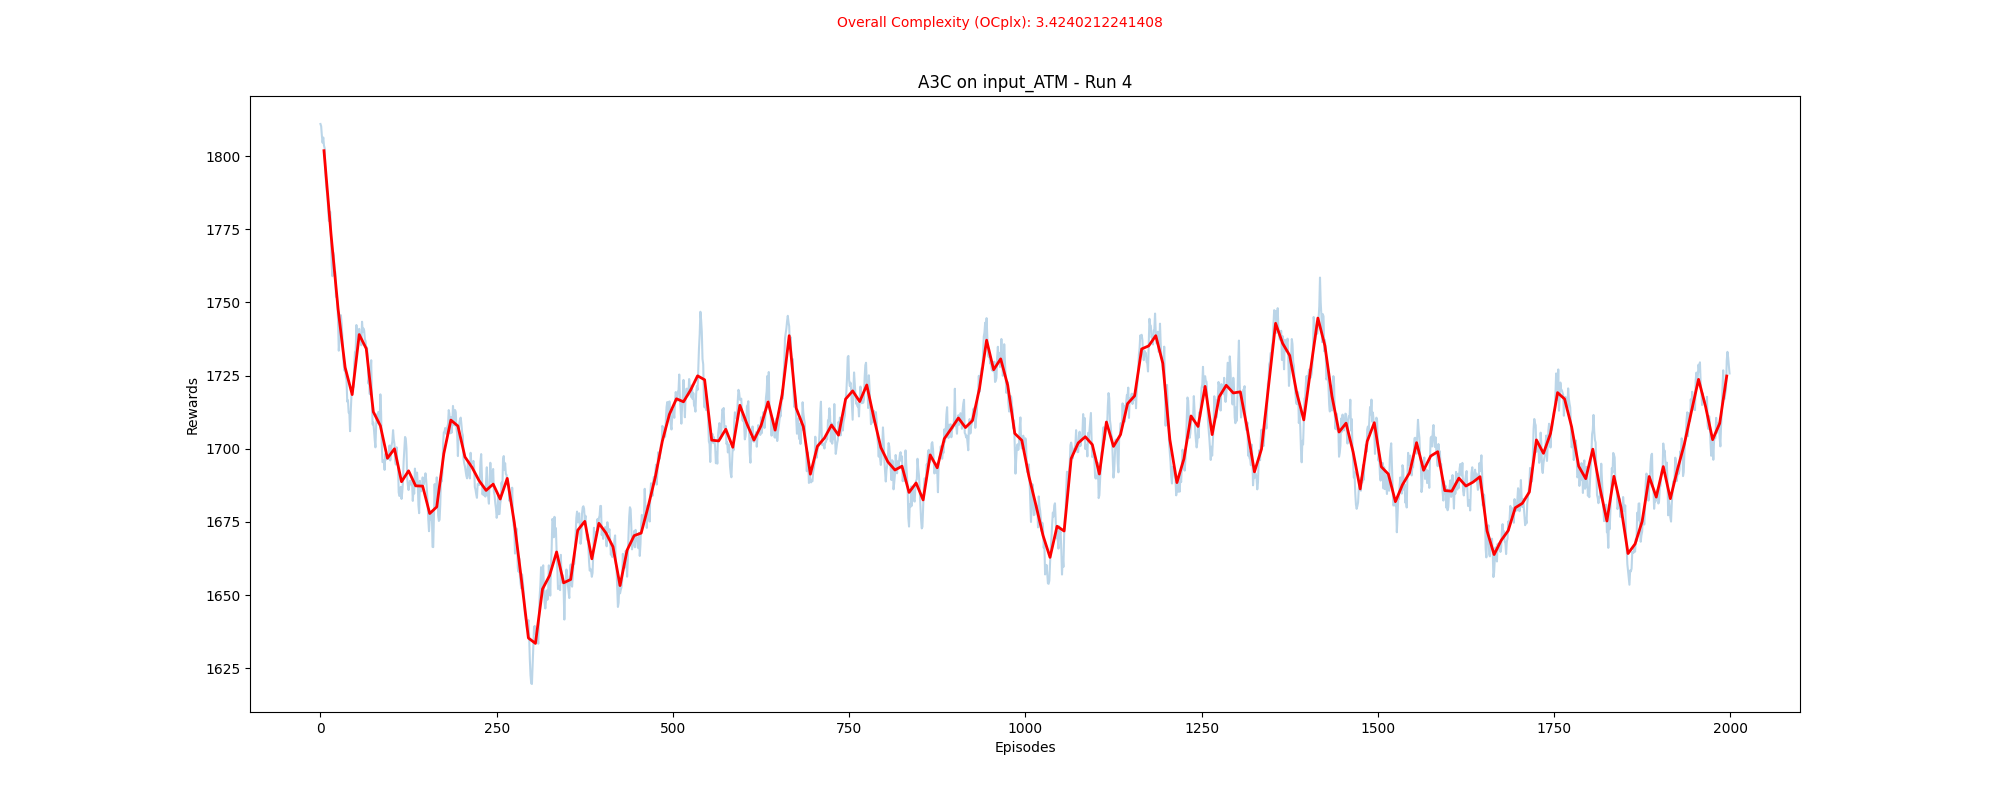 Overall Complexity (OCplx): 3.4240212241408
A3C on input_ATM - Run 4
Rewards
1800
1775
1750
1725
1700
1675
1650
1625
0 250 500 750 1000 1250 1500 1750 2000
Episodes